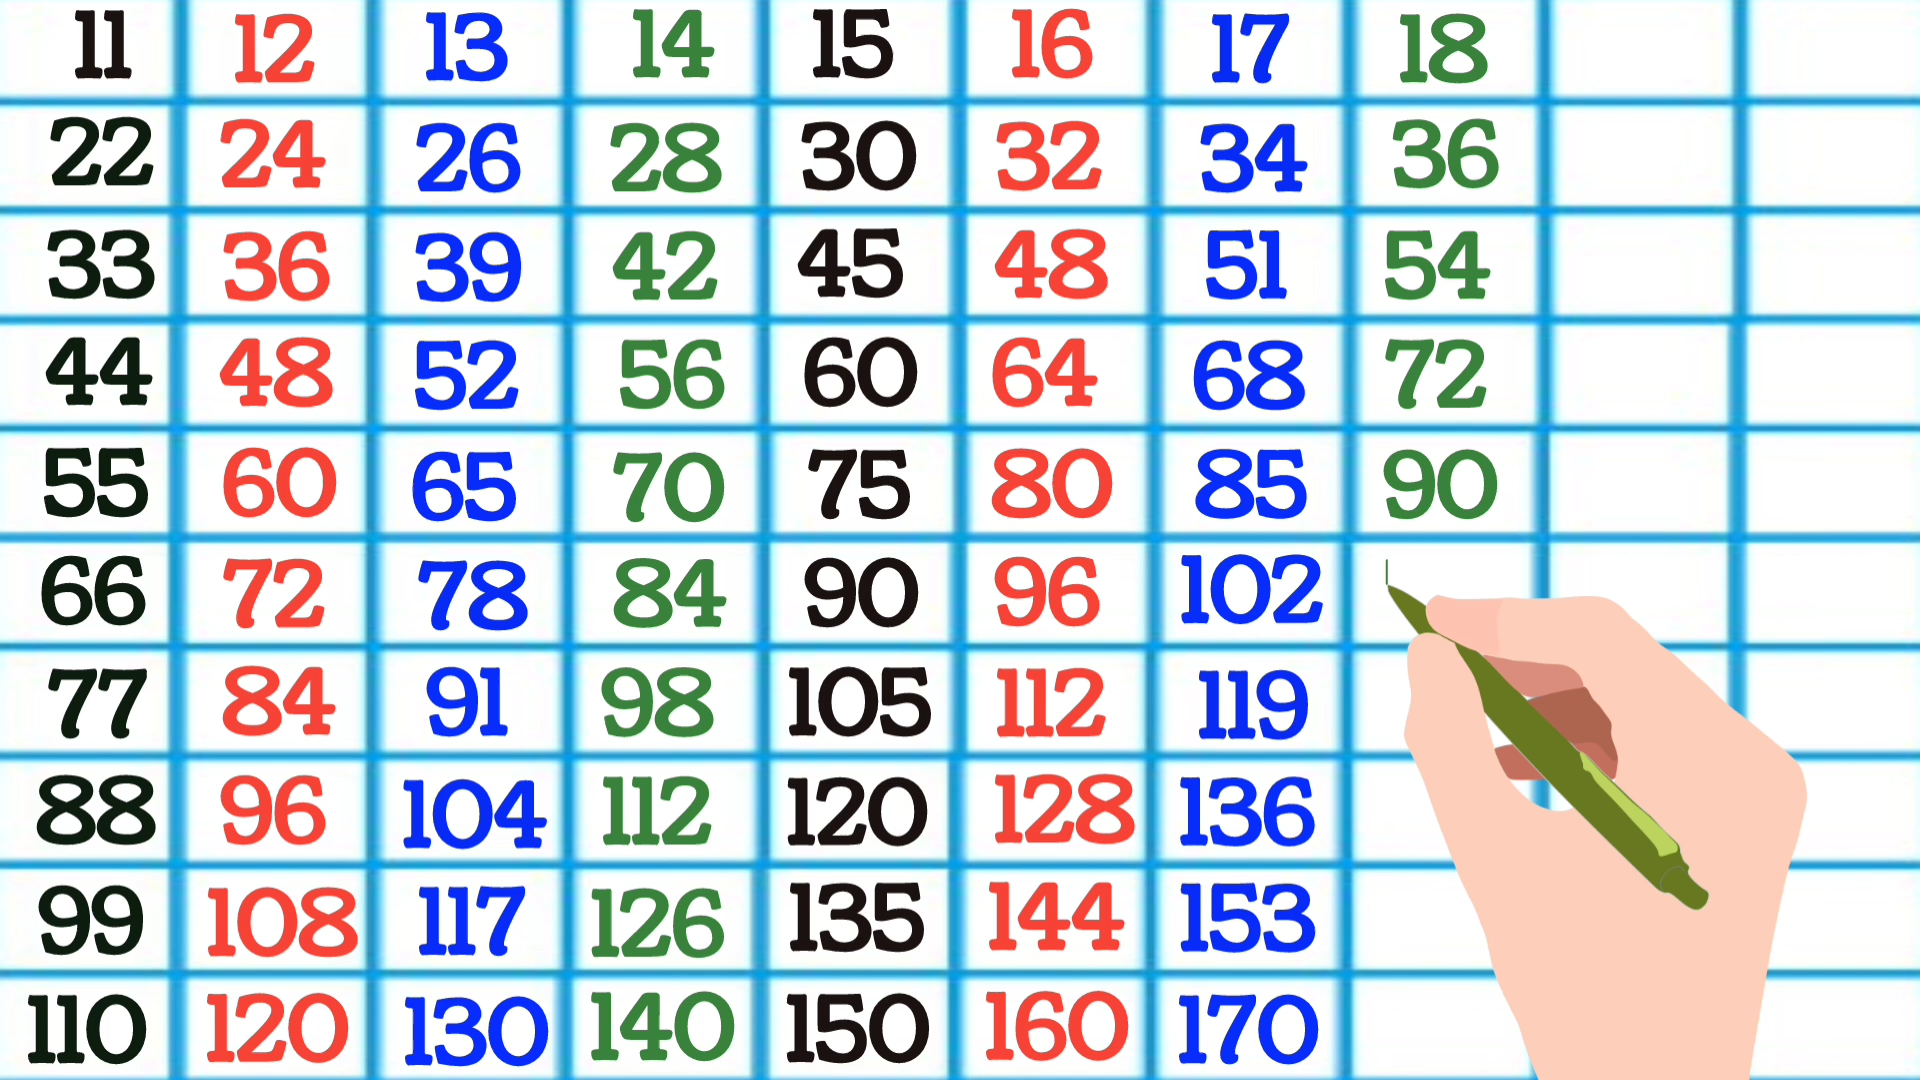 11 12 13 14 15 16 17 18
22 24 26 28 30 32 34 36
33 36 39 42 45 48 51 54
44 48 52 56 60 64 68 72
55 60 65 70 75 80 85 90
66 72 78 84 90 96 102
77 84 91 98 105 112 119
88 96 104 112 120 128 136
99 108 117 126 135 144 153
110 120 130 140 150 160 170